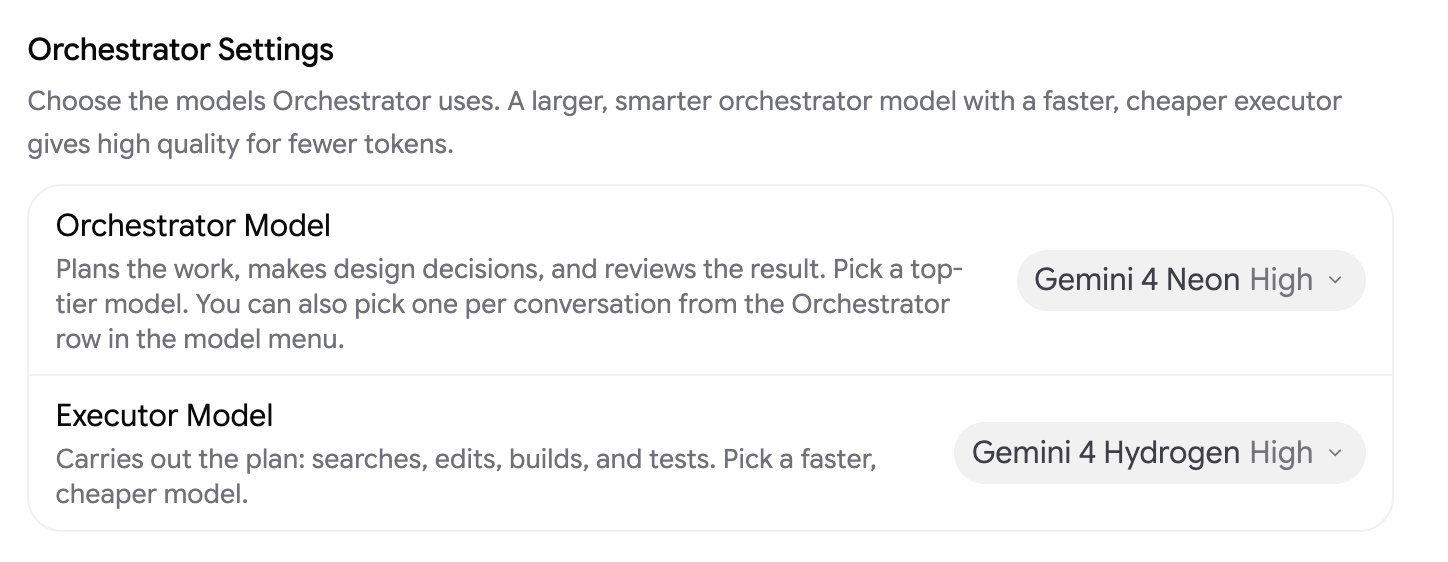 Orchestrator Settings
Choose the models Orchestrator uses. A larger, smarter orchestrator model with a faster, cheaper executor
gives high quality for fewer tokens.
Orchestrator Model
Plans the work, makes design decisions, and reviews the result. Pick a top-
tier model. You can also pick one per conversation from the Orchestrator
row in the model menu.
Gemini 4 Neon High
Executor Model
Carries out the plan: searches, edits, builds, and tests. Pick a faster,
cheaper model.
Gemini 4 Hydrogen High